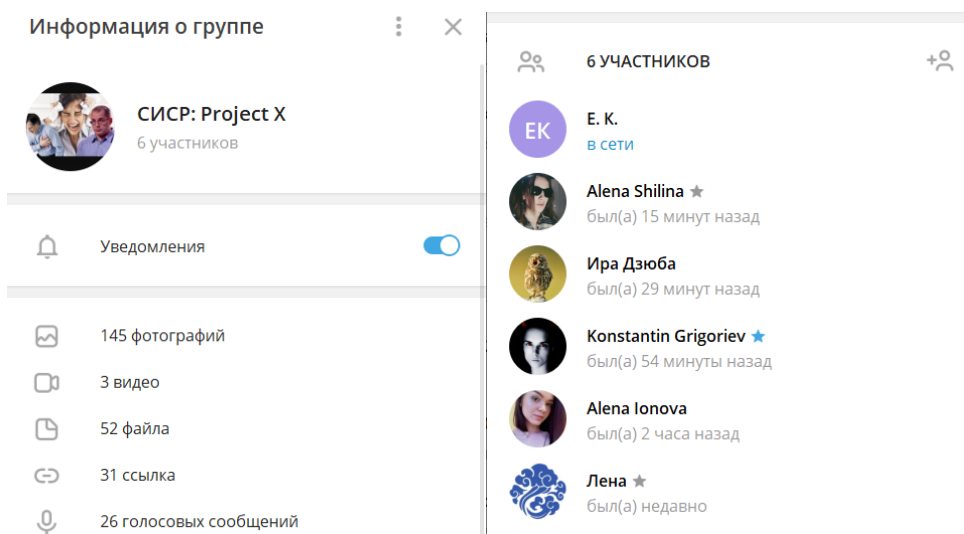 Информация о группе
СИСР: Project X
6 участников
Уведомления
145 фотографий
3 видео
52 файла
31 ссылка
26 голосовых сообщений
6 УЧАСТНИКОВ
ЕК
Е. К.
в сети
Alena Shilina
был(а) 15 минут назад
Ира Дзюба
был(а) 29 минут назад
Konstantin Grigoriev
был(а) 54 минуты назад
Alena Ionova
был(а) 2 часа назад
Лена
был(а) недавно